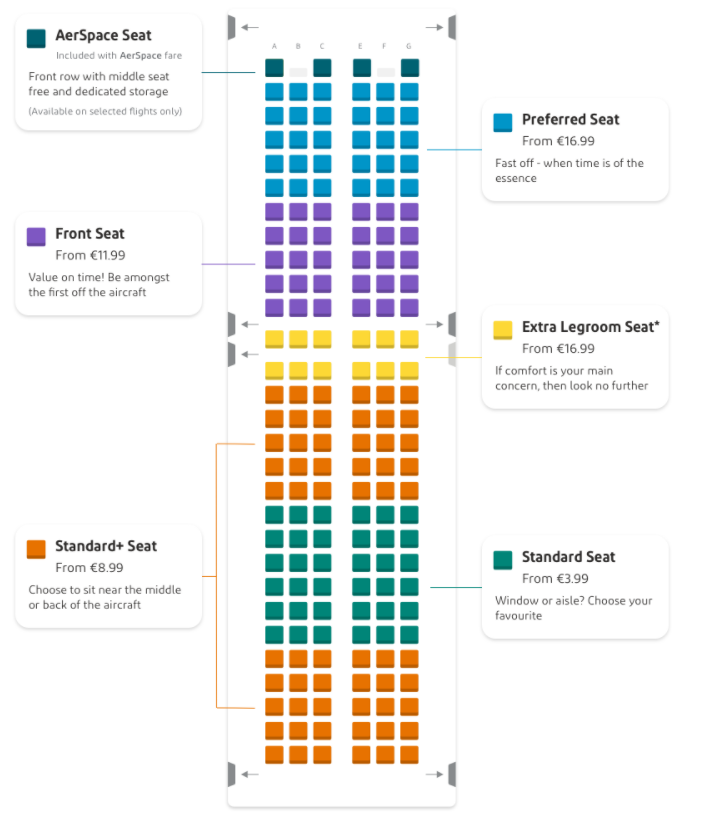 AerSpace Seat
Included with AerSpace fare
Front row with middle seat
free and dedicated storage
(Available on selected flights only)
A B C E F G
Preferred Seat
From €16.99
Fast off - when time is of the
essence
Front Seat
From €11.99
Value on time! Be amongst
the first off the aircraft
Extra Legroom Seat*
From €16.99
If comfort is your main
concern, then look no further
Standard+ Seat
From €8.99
Choose to sit near the middle
or back of the aircraft
Standard Seat
From €3.99
Window or aisle? Choose your
favourite